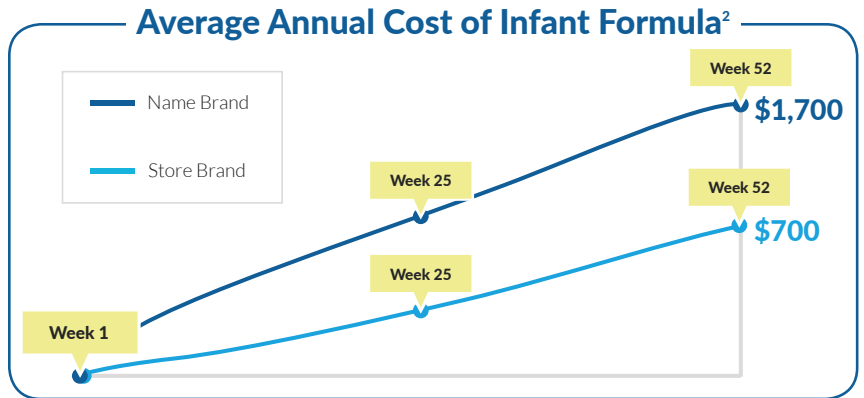 Average Annual Cost of Infant Formula²
Name Brand
Store Brand
Week 52
$1,700
Week 25
Week 52
$700
Week 25
Week 1